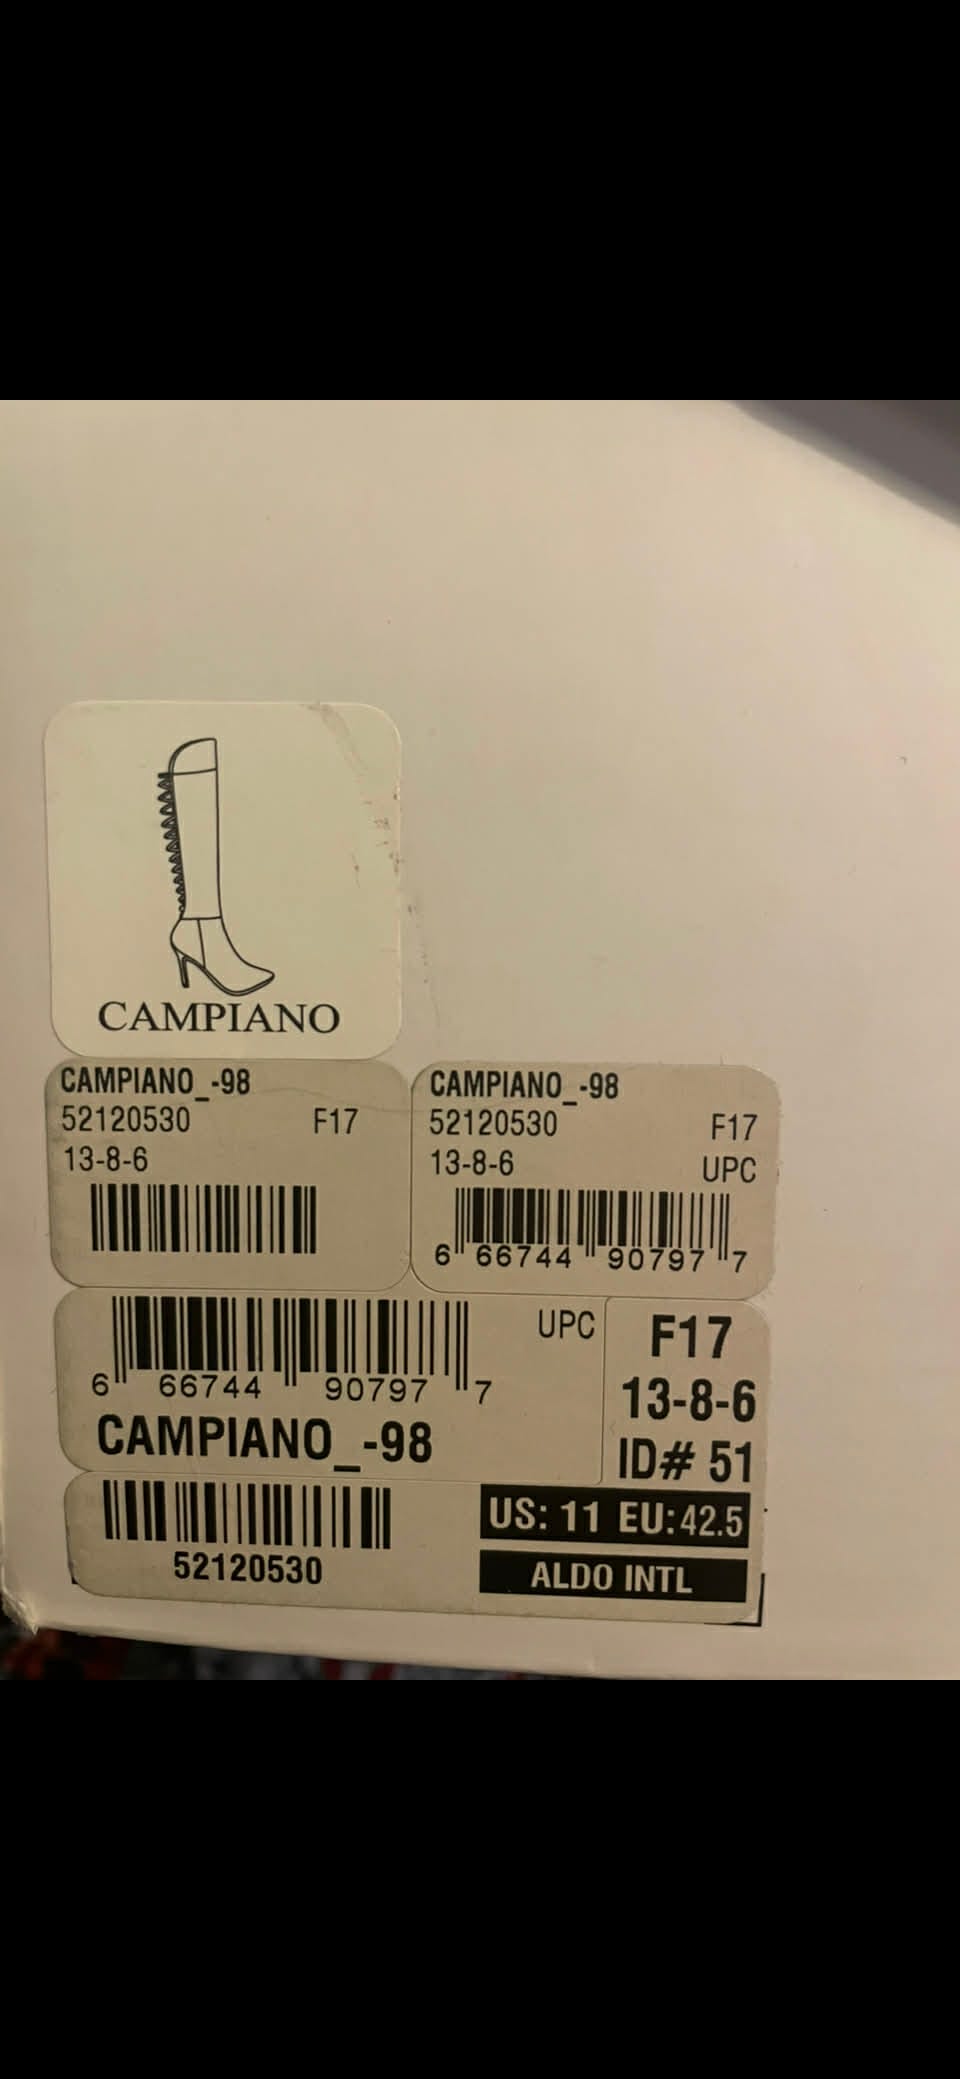 CAMPIANO
CAMPIANO_-98
52120530 F17
13-8-6
CAMPIANO_-98
52120530 F17
13-8-6 UPC
6 66744 90797 7
UPC
6 66744 90797 7
CAMPIANO_-98
F17
13-8-6
ID# 51
52120530
US: 11 EU:42.5
ALDO INTL